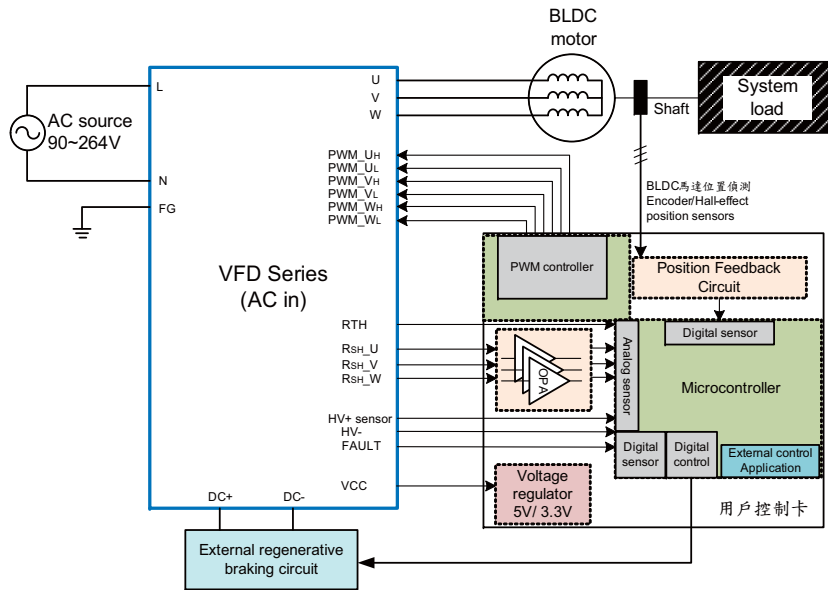 BLDC
motor
L
U
V
W
AC source
90~264V
Shaft
System
load
N
FG
PWM_UH
PWM_UL
PWM_VH
PWM_VL
PWM_WH
PWM_WL
BLDC馬達位置偵測
Encoder/Hall-effect
position sensors
VFD Series
(AC in)
PWM controller
Position Feedback
Circuit
RTH
RSH_U
RSH_V
RSH_W
OPA
Analog sensor
Digital sensor
Microcontroller
HV+ sensor
HV-
FAULT
Digital
sensor
Digital
control
External control
Application
VCC
Voltage
regulator
5V/ 3.3V
用戶控制卡
DC+
DC-
External regenerative
braking circuit